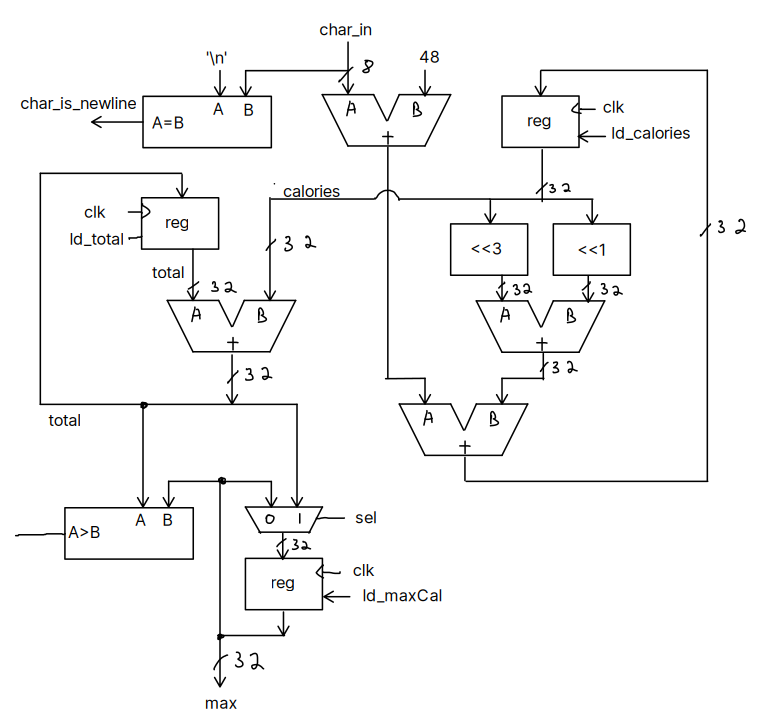 char_in
'\n'
8
48
char_is_newline
A
B
A=B
A
B
+
reg
clk
ld_calories
32
calories
clk
reg
ld_total
32
<<3
<<1
32
total
32
32
32
A
B
+
A
B
+
32
32
total
A
B
+
A
B
A>B
0
1
sel
32
reg
clk
ld_maxCal
32
max